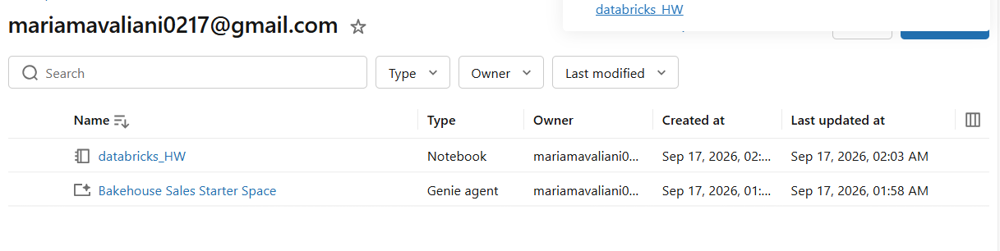 databricks_HW
mariamavaliani0217@gmail.com
Search
Type
Owner
Last modified
Name Type Owner Created at Last updated at
databricks_HW Notebook mariamavaliani0... Sep 17, 2026, 02:... Sep 17, 2026, 02:03 AM
Bakehouse Sales Starter Space Genie agent mariamavaliani0... Sep 17, 2026, 01:... Sep 17, 2026, 01:58 AM